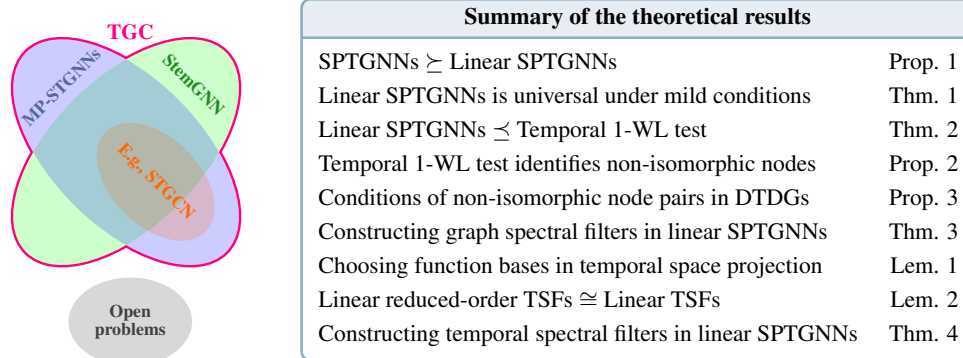 TGC
MP-STGNNs
StemGNN
E.g., STGCN
Open
problems
Summary of the theoretical results
SPTGNNs ⪰ Linear SPTGNNs Prop. 1
Linear SPTGNNs is universal under mild conditions Thm. 1
Linear SPTGNNs ⪯ Temporal 1-WL test Thm. 2
Temporal 1-WL test identifies non-isomorphic nodes Prop. 2
Conditions of non-isomorphic node pairs in DTDGs Prop. 3
Constructing graph spectral filters in linear SPTGNNs Thm. 3
Choosing function bases in temporal space projection Lem. 1
Linear reduced-order TSFs ≅ Linear TSFs Lem. 2
Constructing temporal spectral filters in linear SPTGNNs Thm. 4